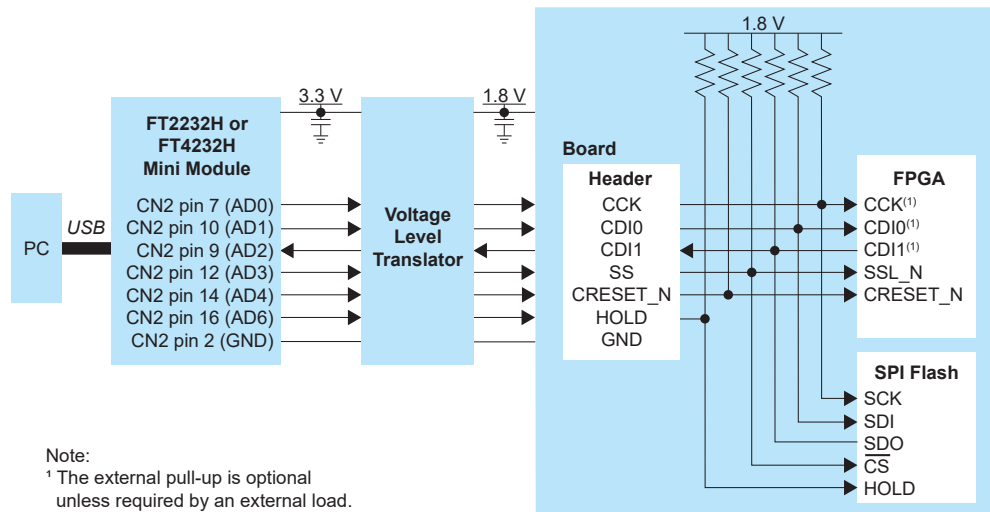 1.8 V
3.3 V
1.8 V
FT2232H or
FT4232H
Mini Module
CN2 pin 7 (AD0)
CN2 pin 10 (AD1)
CN2 pin 9 (AD2)
CN2 pin 12 (AD3)
CN2 pin 14 (AD4)
CN2 pin 16 (AD6)
CN2 pin 2 (GND)
PC
USB
Voltage
Level
Translator
Board
Header
CCK
CDI0
CDI1
SS
CRESET_N
HOLD
GND
FPGA
CCK(1)
CDI0(1)
CDI1(1)
SSL_N
CRESET_N
SPI Flash
SCK
SDI
SDO
CS
HOLD
Note:
¹ The external pull-up is optional
unless required by an external load.